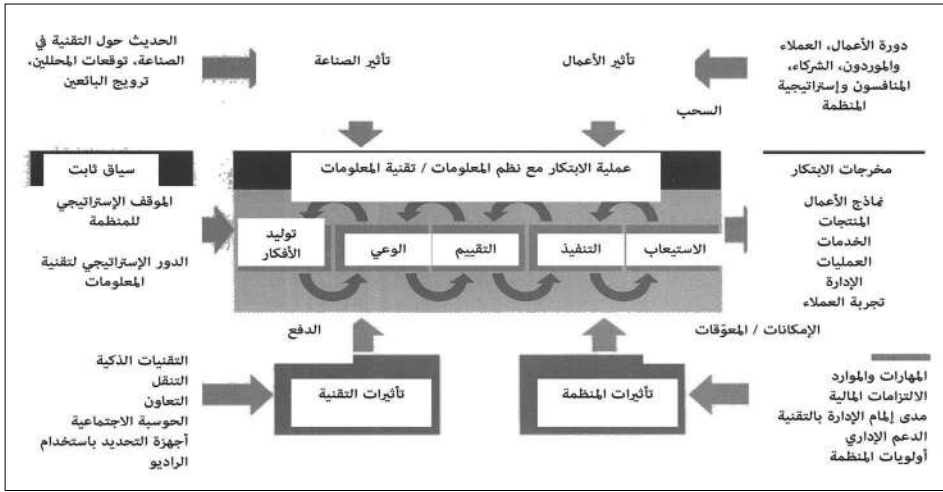 دورة الأعمال، العملاء
والموردون، الشركاء،
المنافسون وإستراتيجية
المنظمة
تأثير الأعمال
تأثير الصناعة
الحديث حول التقنية في
الصناعة، توقعات المحللين،
ترويج البائعين
السحب
مخرجات الابتكار
نماذج الأعمال
المنتجات
الخدمات
العمليات
الإدارة
تجربة العملاء
عملية الابتكار مع نظم المعلومات / تقنية المعلومات
الاستيعاب
التنفيذ
التقييم
الوعي
توليد
الأفكار
سياق ثابت
الموقف الإستراتيجي
للمنظمة
الدور الإستراتيجي لتقنية
المعلومات
الإمكانات / المعوّقات
الدفع
المهارات والموارد
الالتزامات المالية
مدى إلمام الإدارة بالتقنية
الدعم الإداري
أولويات المنظمة
تأثيرات المنظمة
تأثيرات التقنية
التقنيات الذكية
التنقل
التعاون
الحوسبة الاجتماعية
أجهزة التحديد باستخدام
الراديو